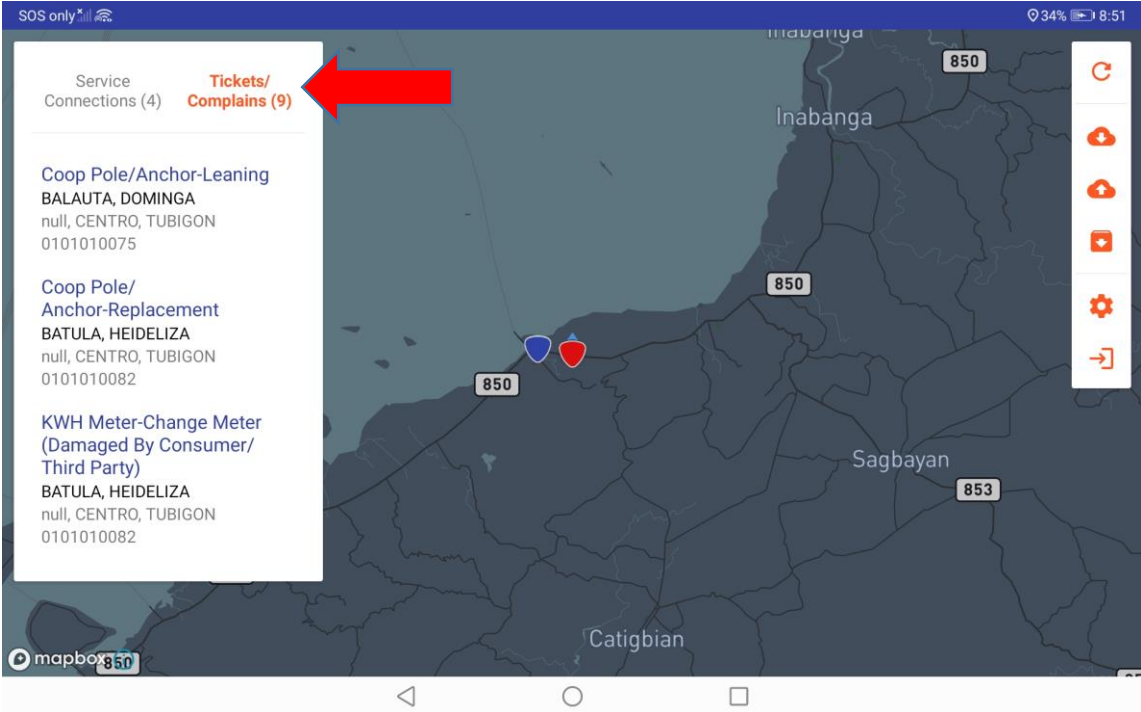 SOS only
34% 8:51
Service
Connections (4)
Tickets/
Complains (9)
Coop Pole/Anchor-Leaning
BALAUTA, DOMINGA
null, CENTRO, TUBIGON
0101010075
Coop Pole/
Anchor-Replacement
BATULA, HEIDELIZA
null, CENTRO, TUBIGON
0101010082
KWH Meter-Change Meter
(Damaged By Consumer/
Third Party)
BATULA, HEIDELIZA
null, CENTRO, TUBIGON
0101010082
Inabanga
850
Inabanga
850
850
Sagbayan
853
Catigbian
mapbox
850